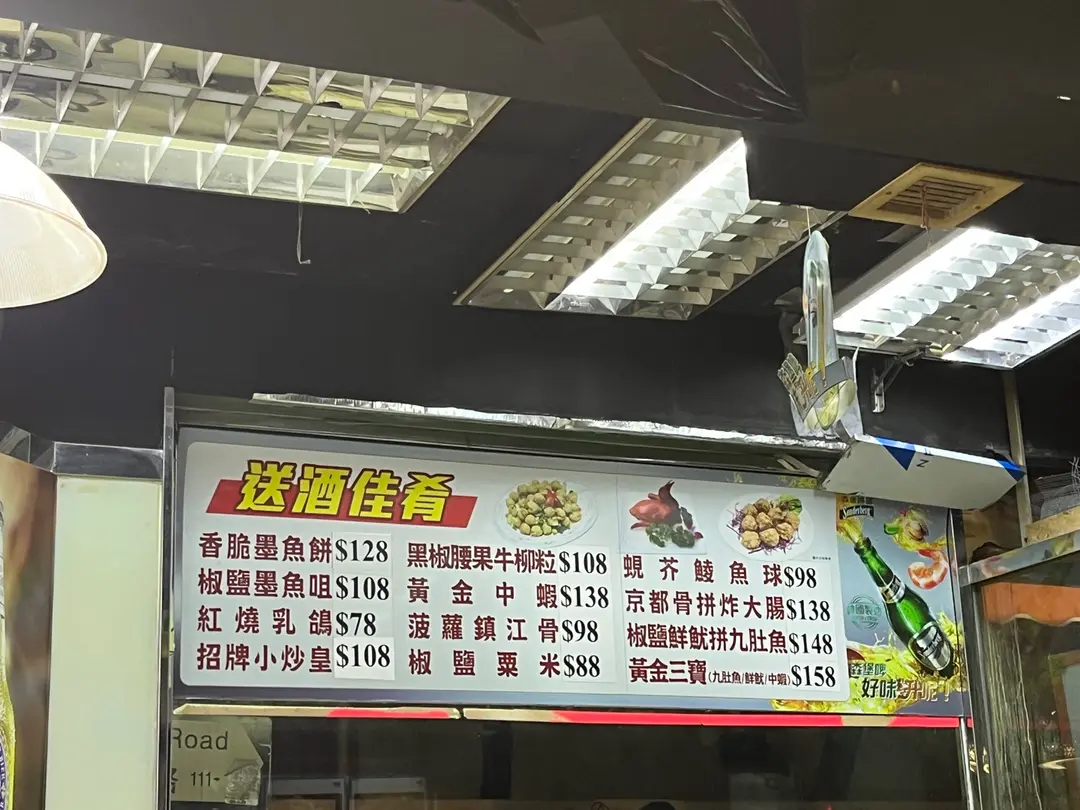 送酒佳肴
香脆墨魚餅$128
椒鹽墨魚咀$108
紅燒乳鴿$78
招牌小炒皇$108
黑椒腰果牛柳粒$108
黃金中蝦$138
菠蘿鎮江骨$98
椒鹽粟米$88
蜆芥鯪魚球$98
京都骨拼炸大腸$138
椒鹽鮮魷拼九肚魚$148
黃金三寶(九肚魚/鮮魷/中蝦)$158
Sanderberg
好味
Road
111-